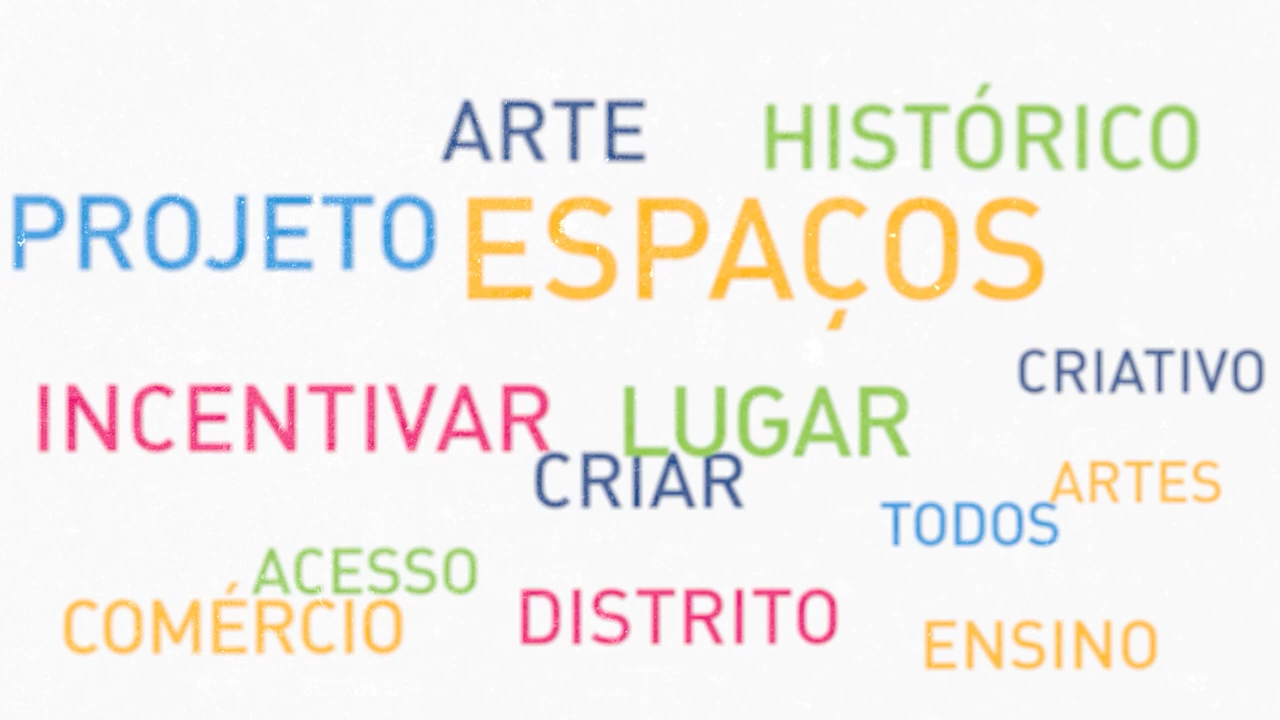 ARTE HISTÓRICO
PROJETO ESPAÇOS
CRIATIVO
INCENTIVAR LUGAR
CRIAR ARTES
TODOS
ACESSO
COMÉRCIO DISTRITO ENSINO